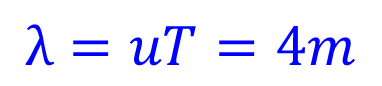 λ = uT = 4m